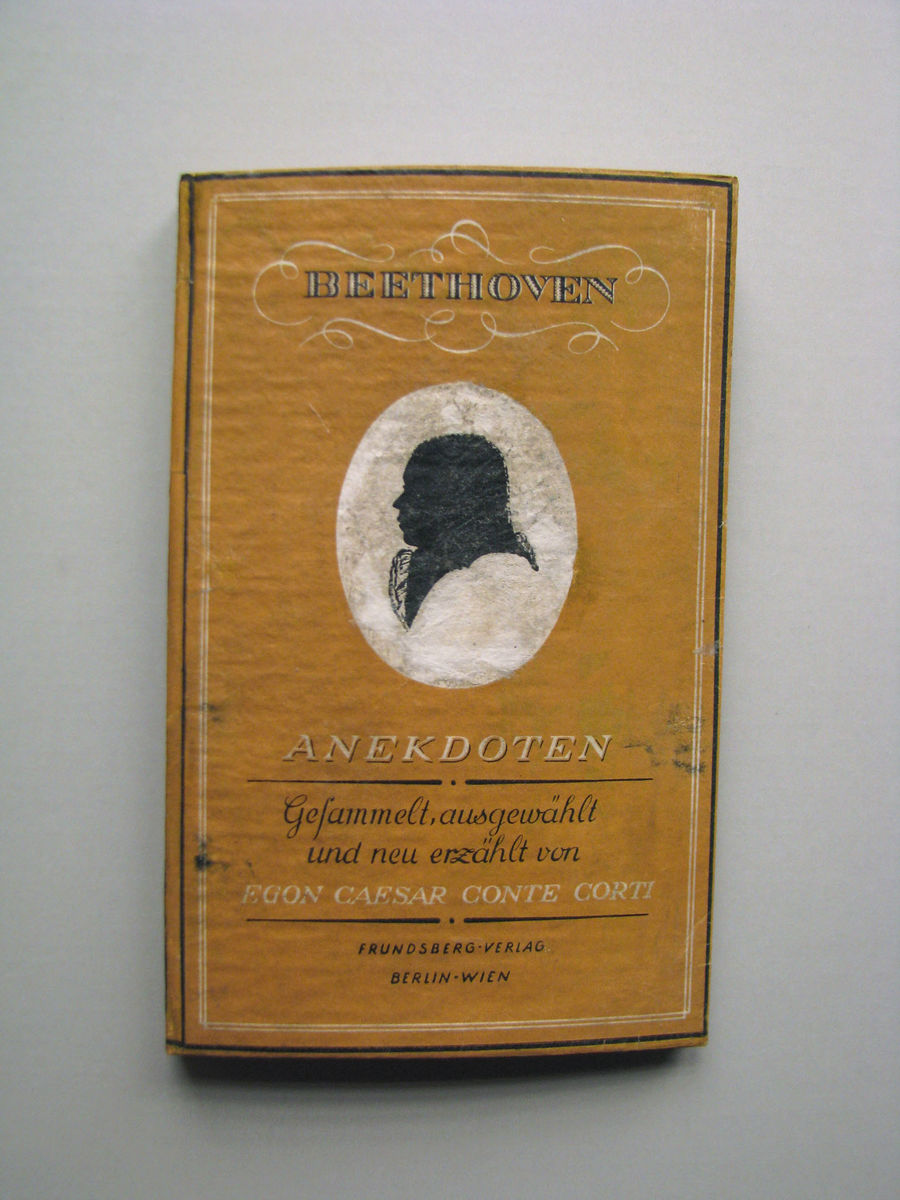 BEETHOVEN
ANEKDOTEN
Geſammelt, ausgewählt
und neu erzählt von
EGON CAESAR CONTE CORTI
FRUNDSBERG-VERLAG
BERLIN-WIEN